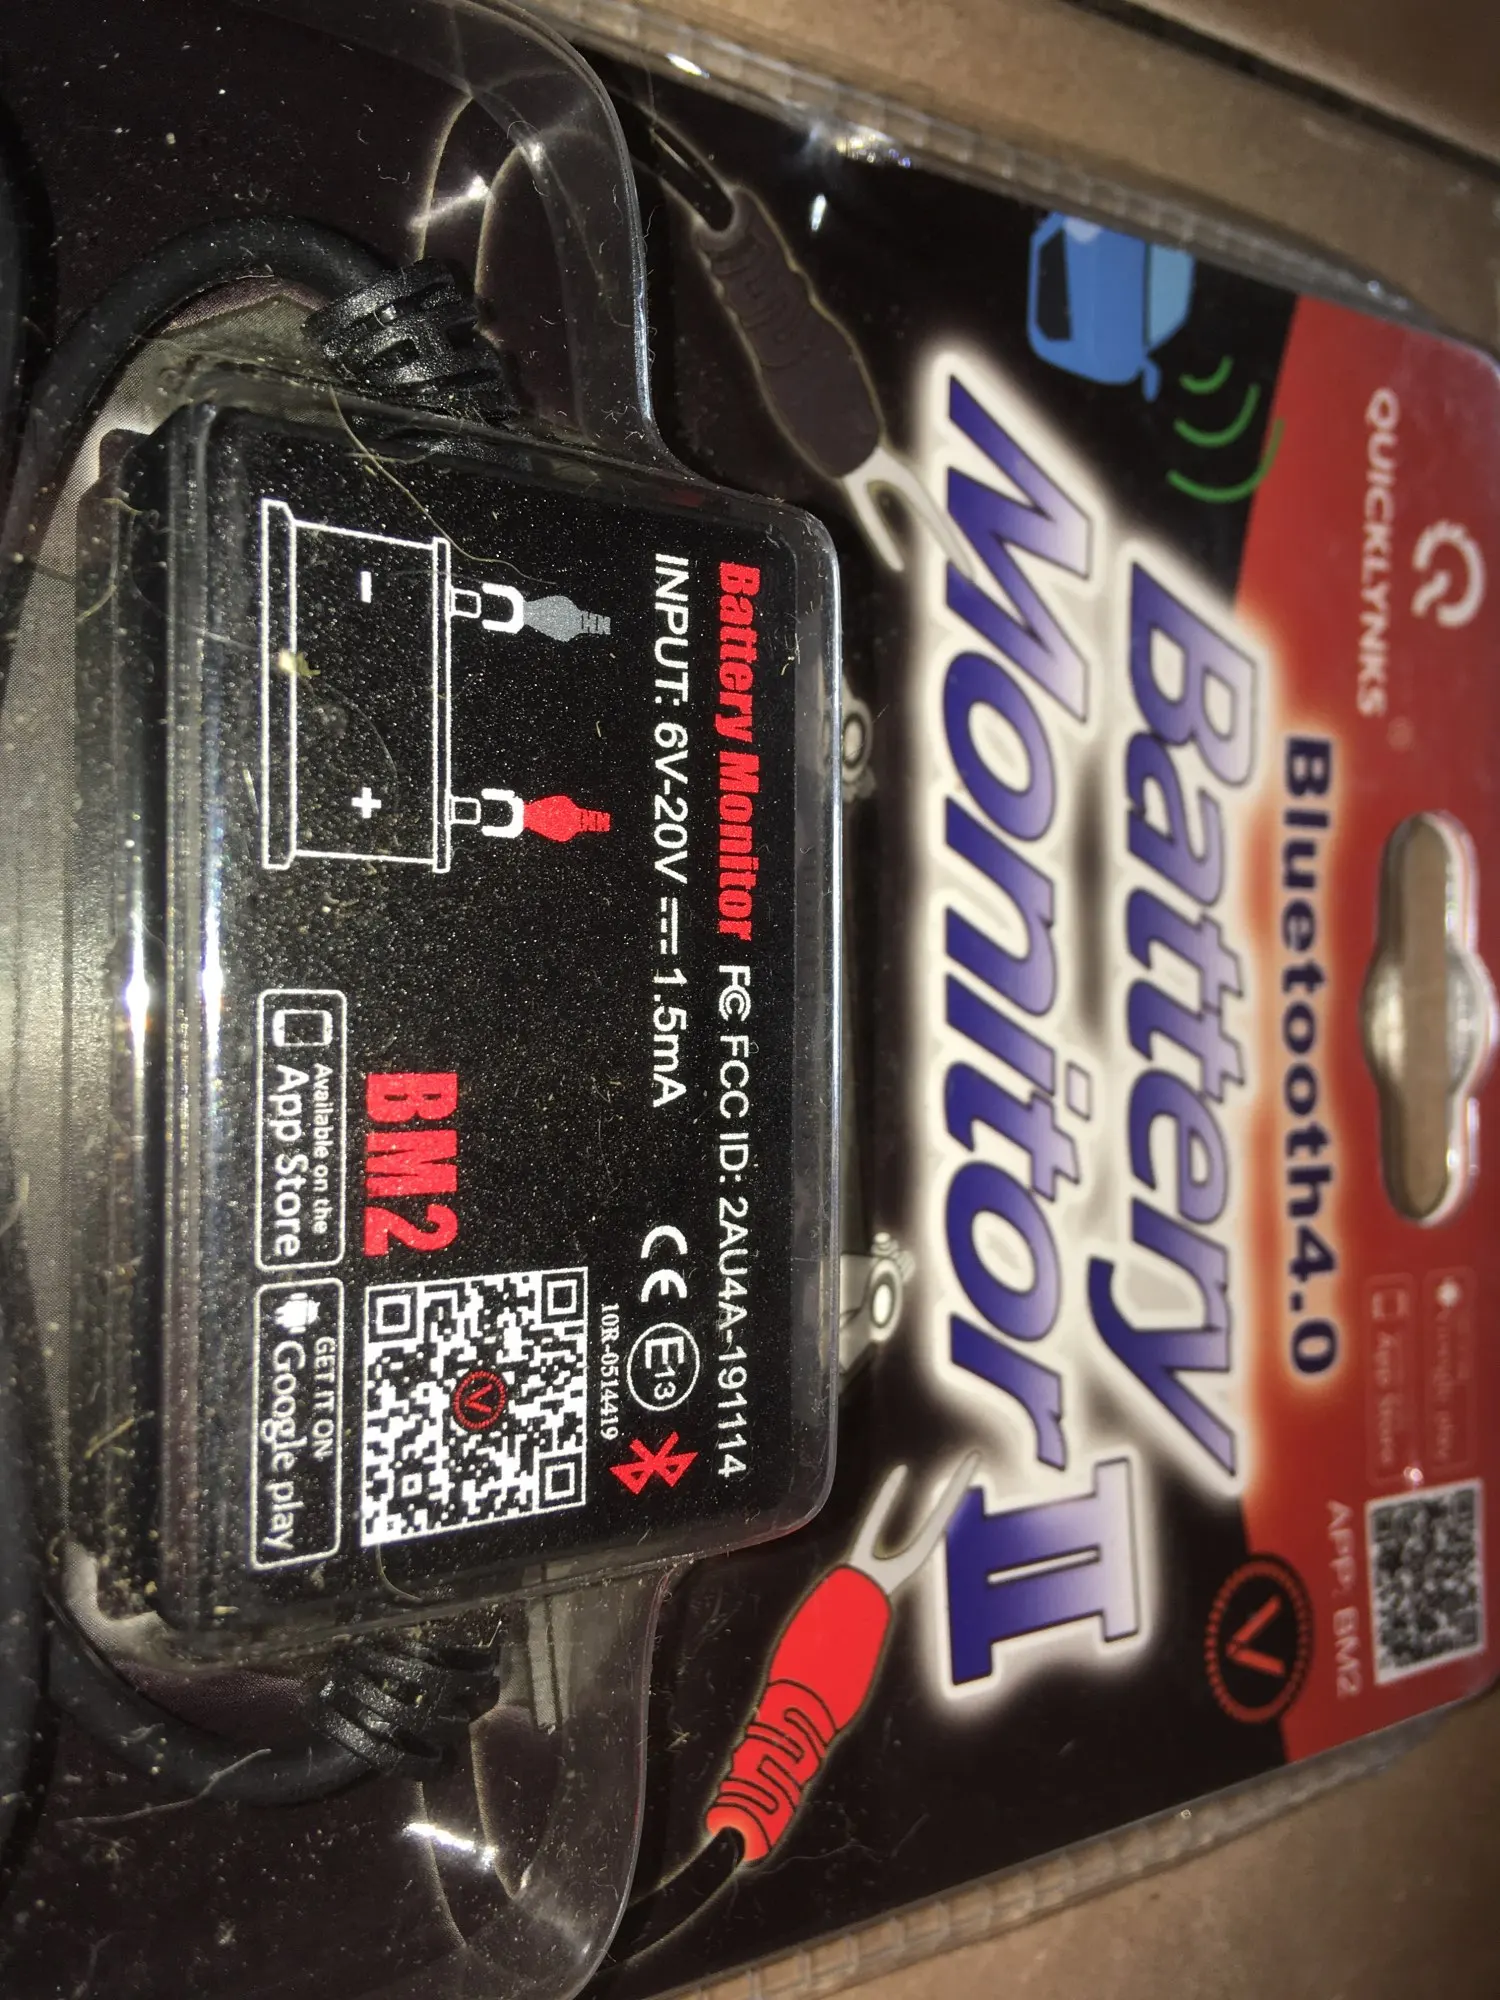 QUICKLYNKS
Bluetooth4.0
App Store
APP: BM2
Battery
Monitor II
Battery Monitor FC FCC ID: 2AU4A-191114
INPUT: 6V-20V ⎓ 1.5mA CE E13
10R-0514419
- +
BM2
Available on the
App Store
GET IT ON
Google play